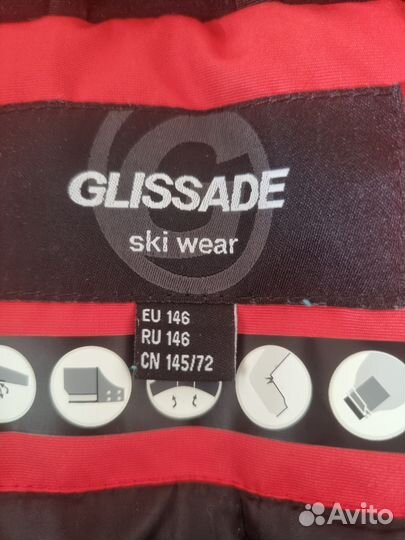 GLISSADE
ski wear
EU 146
RU 146
CN 145/72
Avito